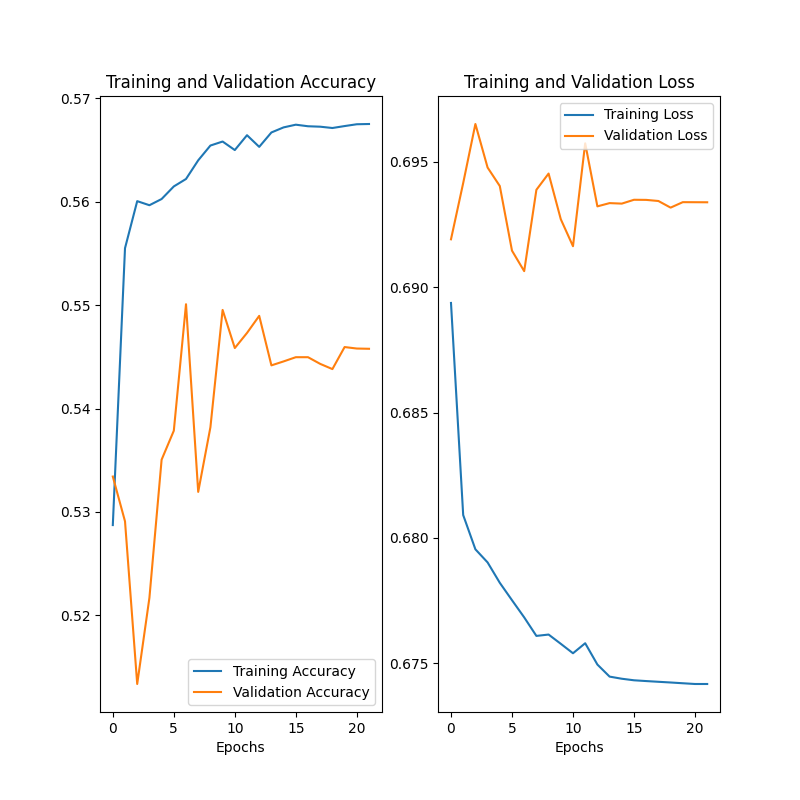 Training and Validation Accuracy
0.57
0.56
0.55
0.54
0.53
0.52
Training Accuracy
Validation Accuracy
0
5
10
15
20
Epochs
Training and Validation Loss
Training Loss
Validation Loss
0.695
0.690
0.685
0.680
0.675
0
5
10
15
20
Epochs